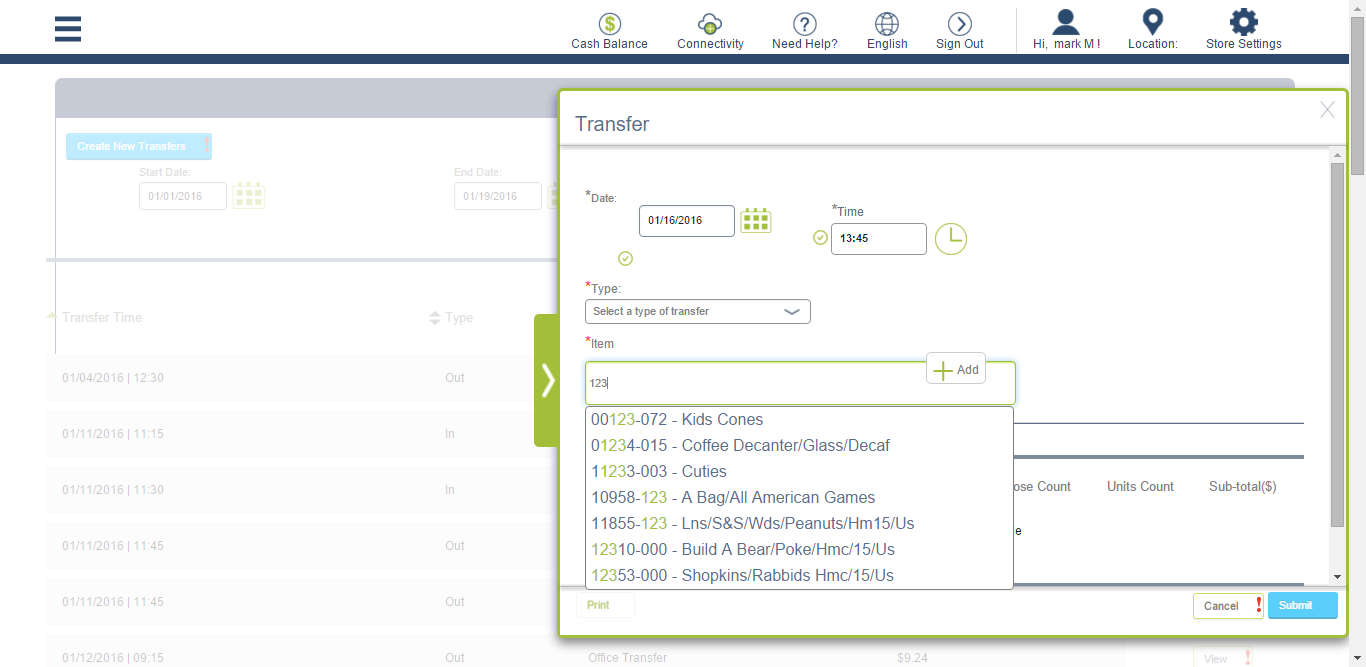 $
?
Cash Balance Connectivity Need Help? English Sign Out Hi, mark M ! Location: Store Settings
Create New Transfers !
Start Date: End Date:
01/01/2016 01/19/2016
Transfer Time Type
01/04/2016 | 12:30 Out
01/11/2016 | 11:15 In
01/11/2016 | 11:30 In
01/11/2016 | 11:45 Out
01/11/2016 | 11:45 Out
01/12/2016 | 09:15 Out Office Transfer $9.24 View !
Transfer X
*Date:
01/16/2016
*Time
13:45
*Type:
Select a type of transfer
*Item
Add
123
00123-072 - Kids Cones
01234-015 - Coffee Decanter/Glass/Decaf
11233-003 - Cuties
10958-123 - A Bag/All American Games
11855-123 - Lns/S&S/Wds/Peanuts/Hm15/Us
12310-000 - Build A Bear/Poke/Hmc/15/Us
12353-000 - Shopkins/Rabbids Hmc/15/Us
ose Count Units Count Sub-total($)
e
Print Cancel ! Submit